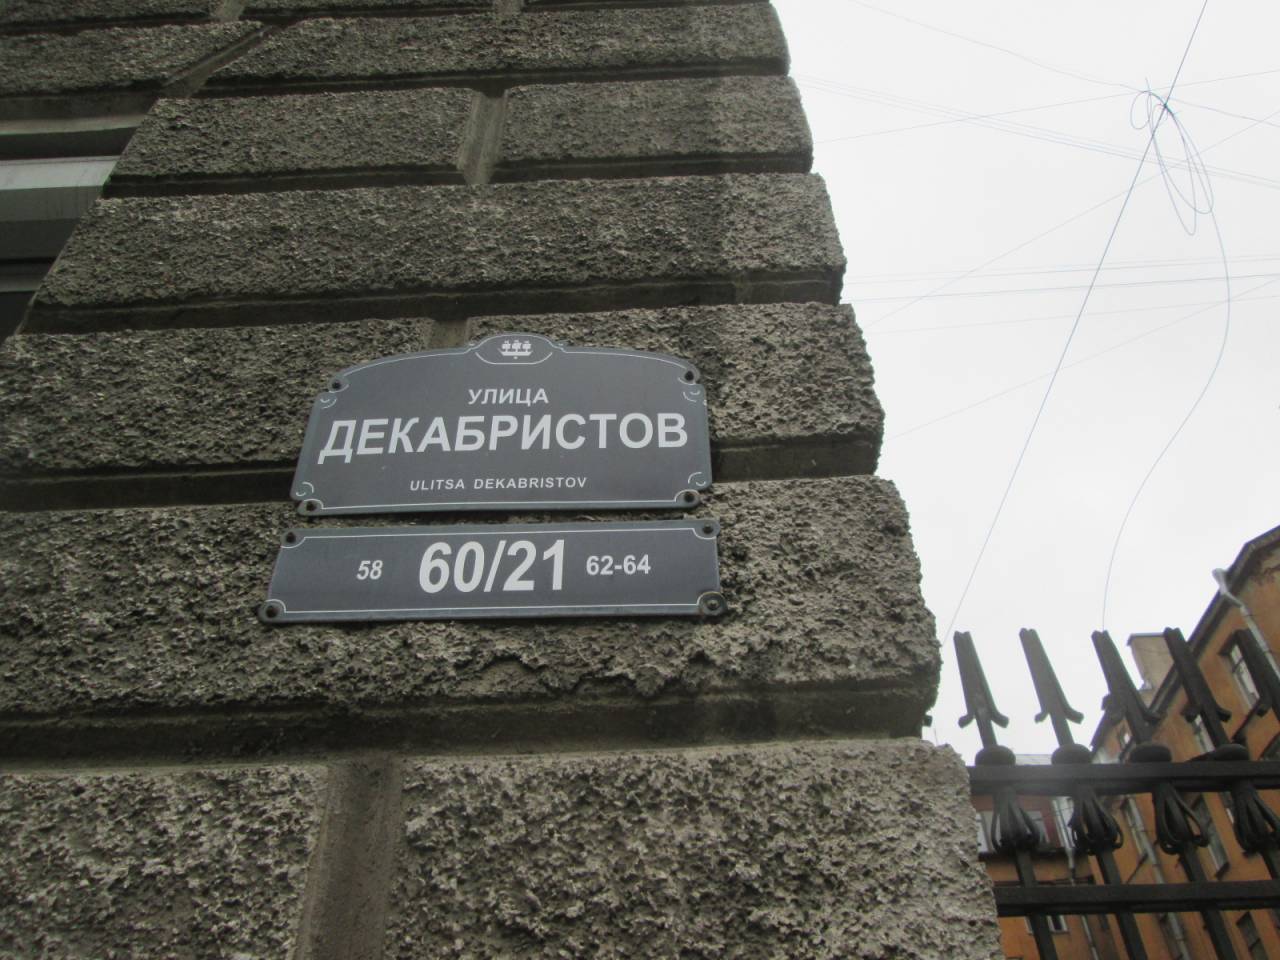 УЛИЦА
ДЕКАБРИСТОВ
ULITSA DEKABRISTOV
58 60/21 62-64